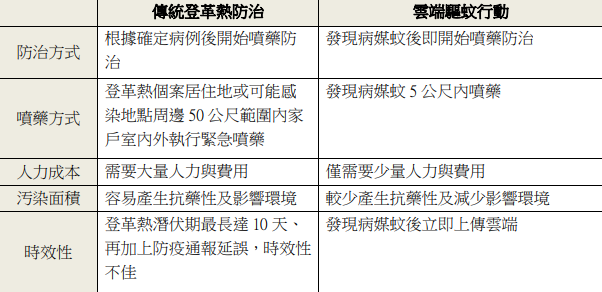 傳統登革熱防治
雲端驅蚊行動
防治方式
根據確定病例後開始噴藥防
治
發現病媒蚊後即開始噴藥防治
噴藥方式
登革熱個案居住地或可能感
染地點周邊 50 公尺範圍內家
戶室內外執行緊急噴藥
發現病媒蚊 5 公尺內噴藥
人力成本
需要大量人力與費用
僅需要少量人力與費用
污染面積
容易產生抗藥性及影響環境
較少產生抗藥性及減少影響環境
時效性
登革熱潛伏期最長達 10 天、
再加上防疫通報延誤，時效性
不佳
發現病媒蚊後立即上傳雲端